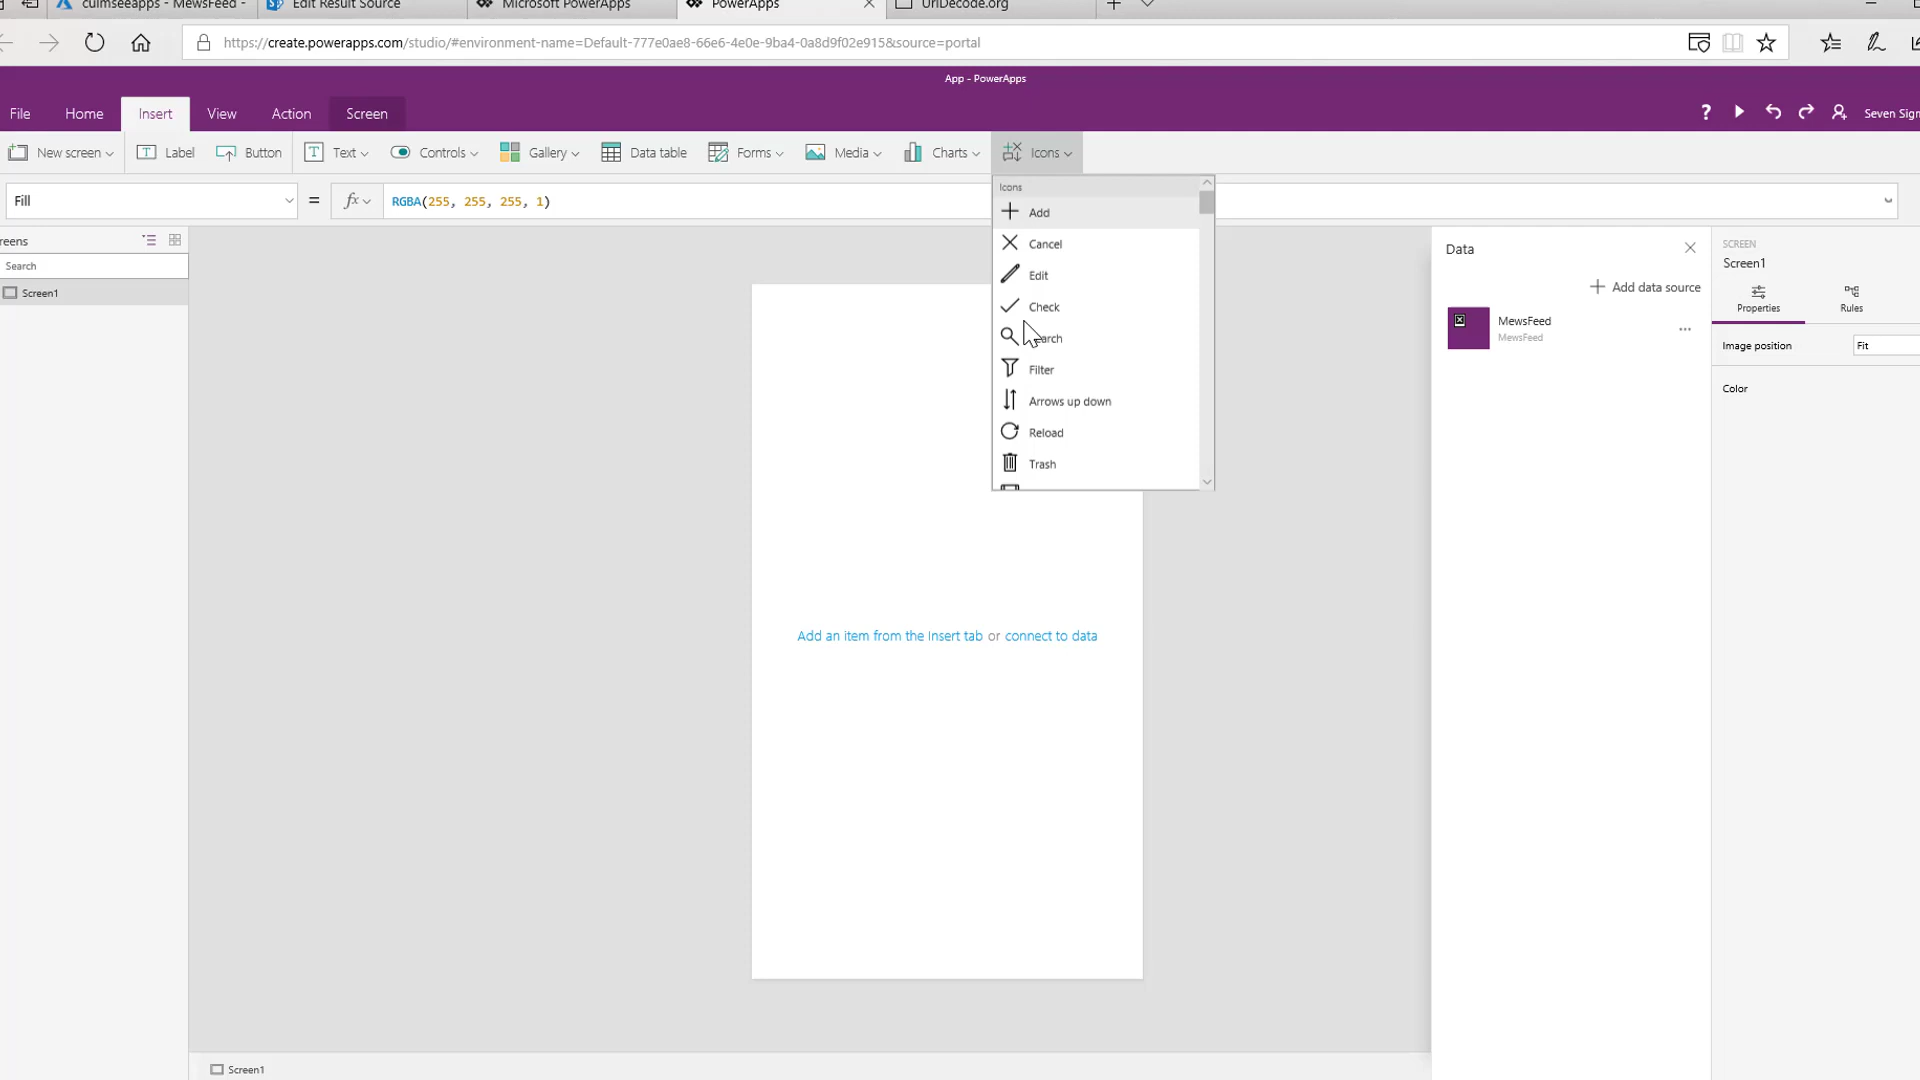 culmseeapps - MewsFeed -
Edit Result Source
Microsoft PowerApps
PowerApps
UrlDecode.org
https://create.powerapps.com/studio/#environment-name=Default-777e0ae8-66e6-4e0e-9ba4-0a8d9f02e915&source=portal
App - PowerApps
File
Home
Insert
View
Action
Screen
?
Seven Sign
New screen
Label
Button
Text
Controls
Gallery
Data table
Forms
Media
Charts
Icons
Fill
=
fx
RGBA(255, 255, 255, 1)
Icons
Add
Cancel
Edit
Check
arch
Filter
Arrows up down
Reload
Trash
reens
Search
Screen1
Add an item from the Insert tab or connect to data
Data
Add data source
MewsFeed
MewsFeed
SCREEN
Screen1
Properties
Rules
Image position
Fit
Color
Screen1